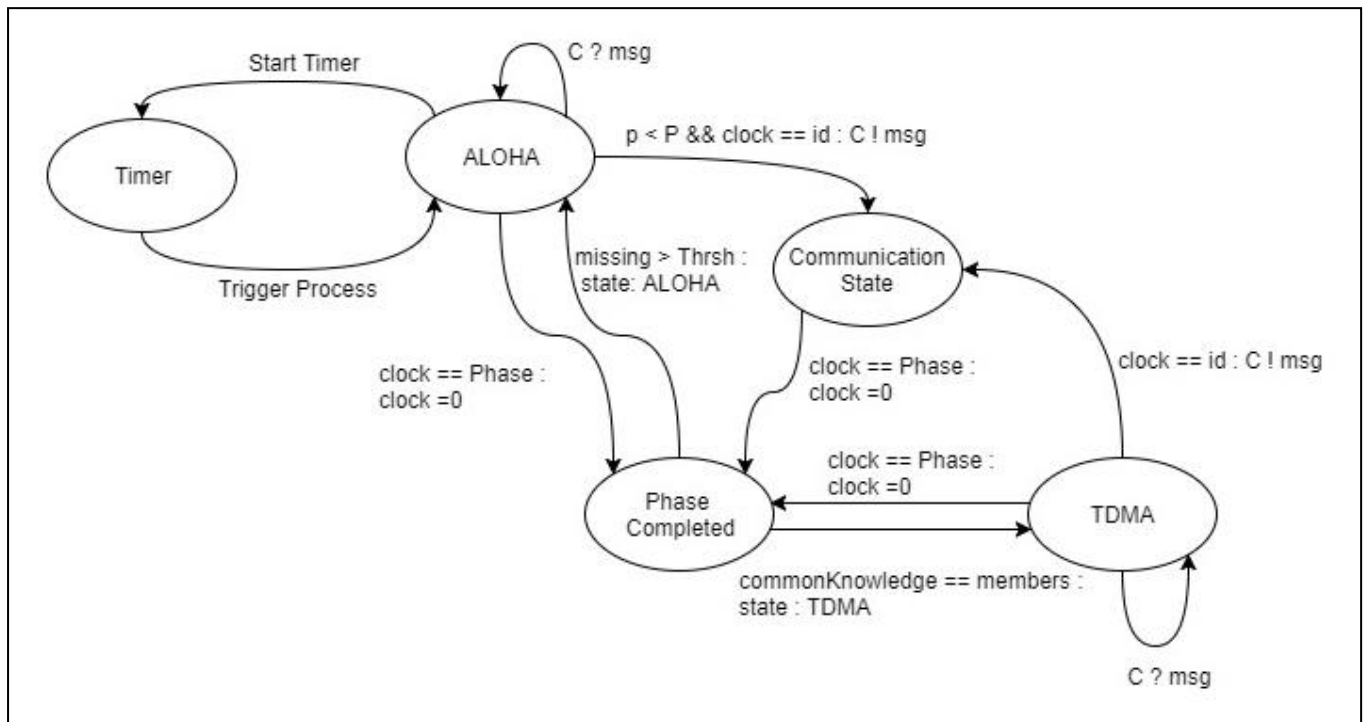 C ? msg
Start Timer
p < P && clock == id : C ! msg
ALOHA
Timer
missing > Thrsh :
state: ALOHA
Communication
State
Trigger Process
clock == Phase :
clock =0
clock == Phase :
clock =0
clock == id : C ! msg
clock == Phase :
clock =0
Phase
Completed
TDMA
commonKnowledge == members :
state : TDMA
C ? msg